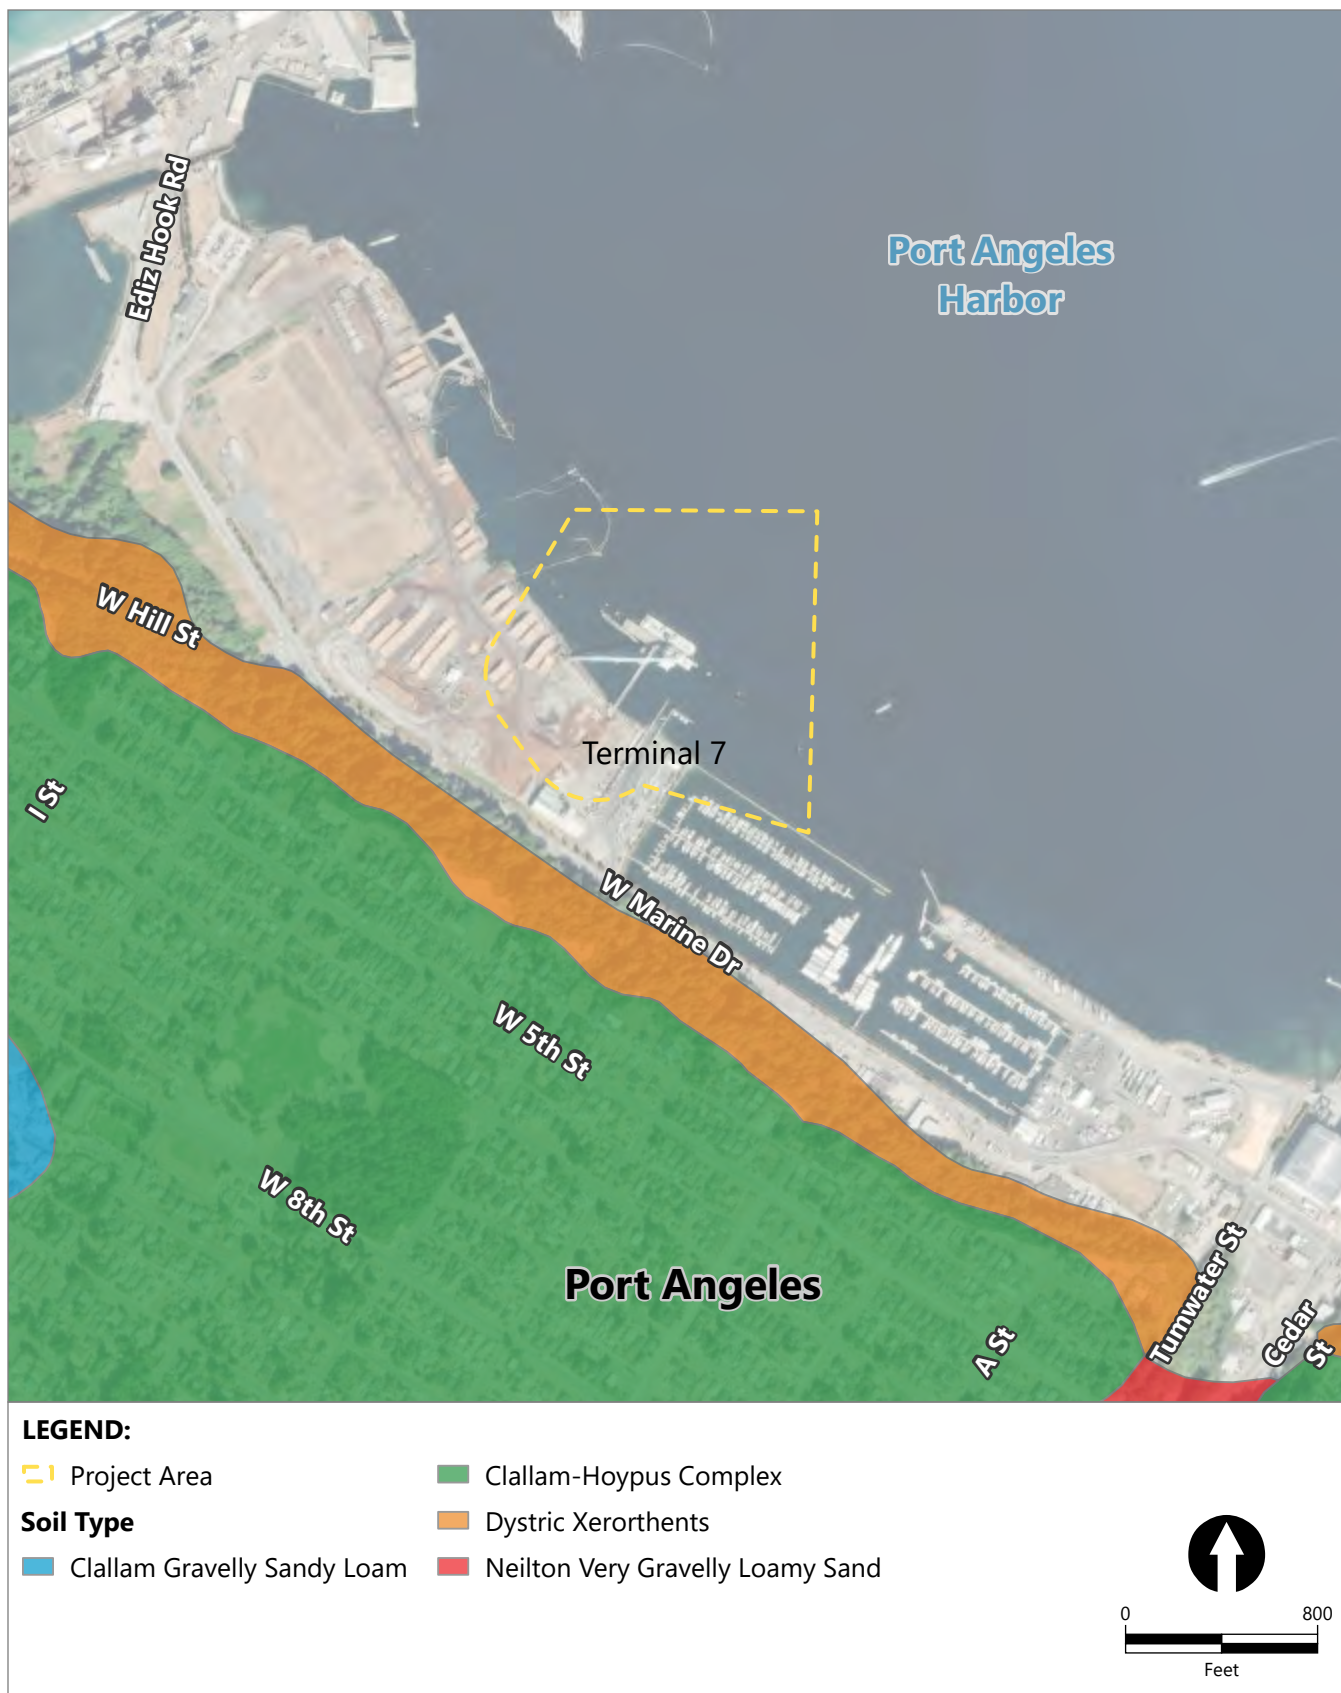 Ediz Hook Rd
Port Angeles
Harbor
W Hill St
Terminal 7
I St
W Marine Dr
W 5th St
W 8th St
Port Angeles
Tumwater St
A St
Cedar
St
LEGEND:
Project Area
Soil Type
Clallam Gravelly Sandy Loam
Clallam-Hoypus Complex
Dystric Xerorthents
Neilton Very Gravelly Loamy Sand
0 800
Feet